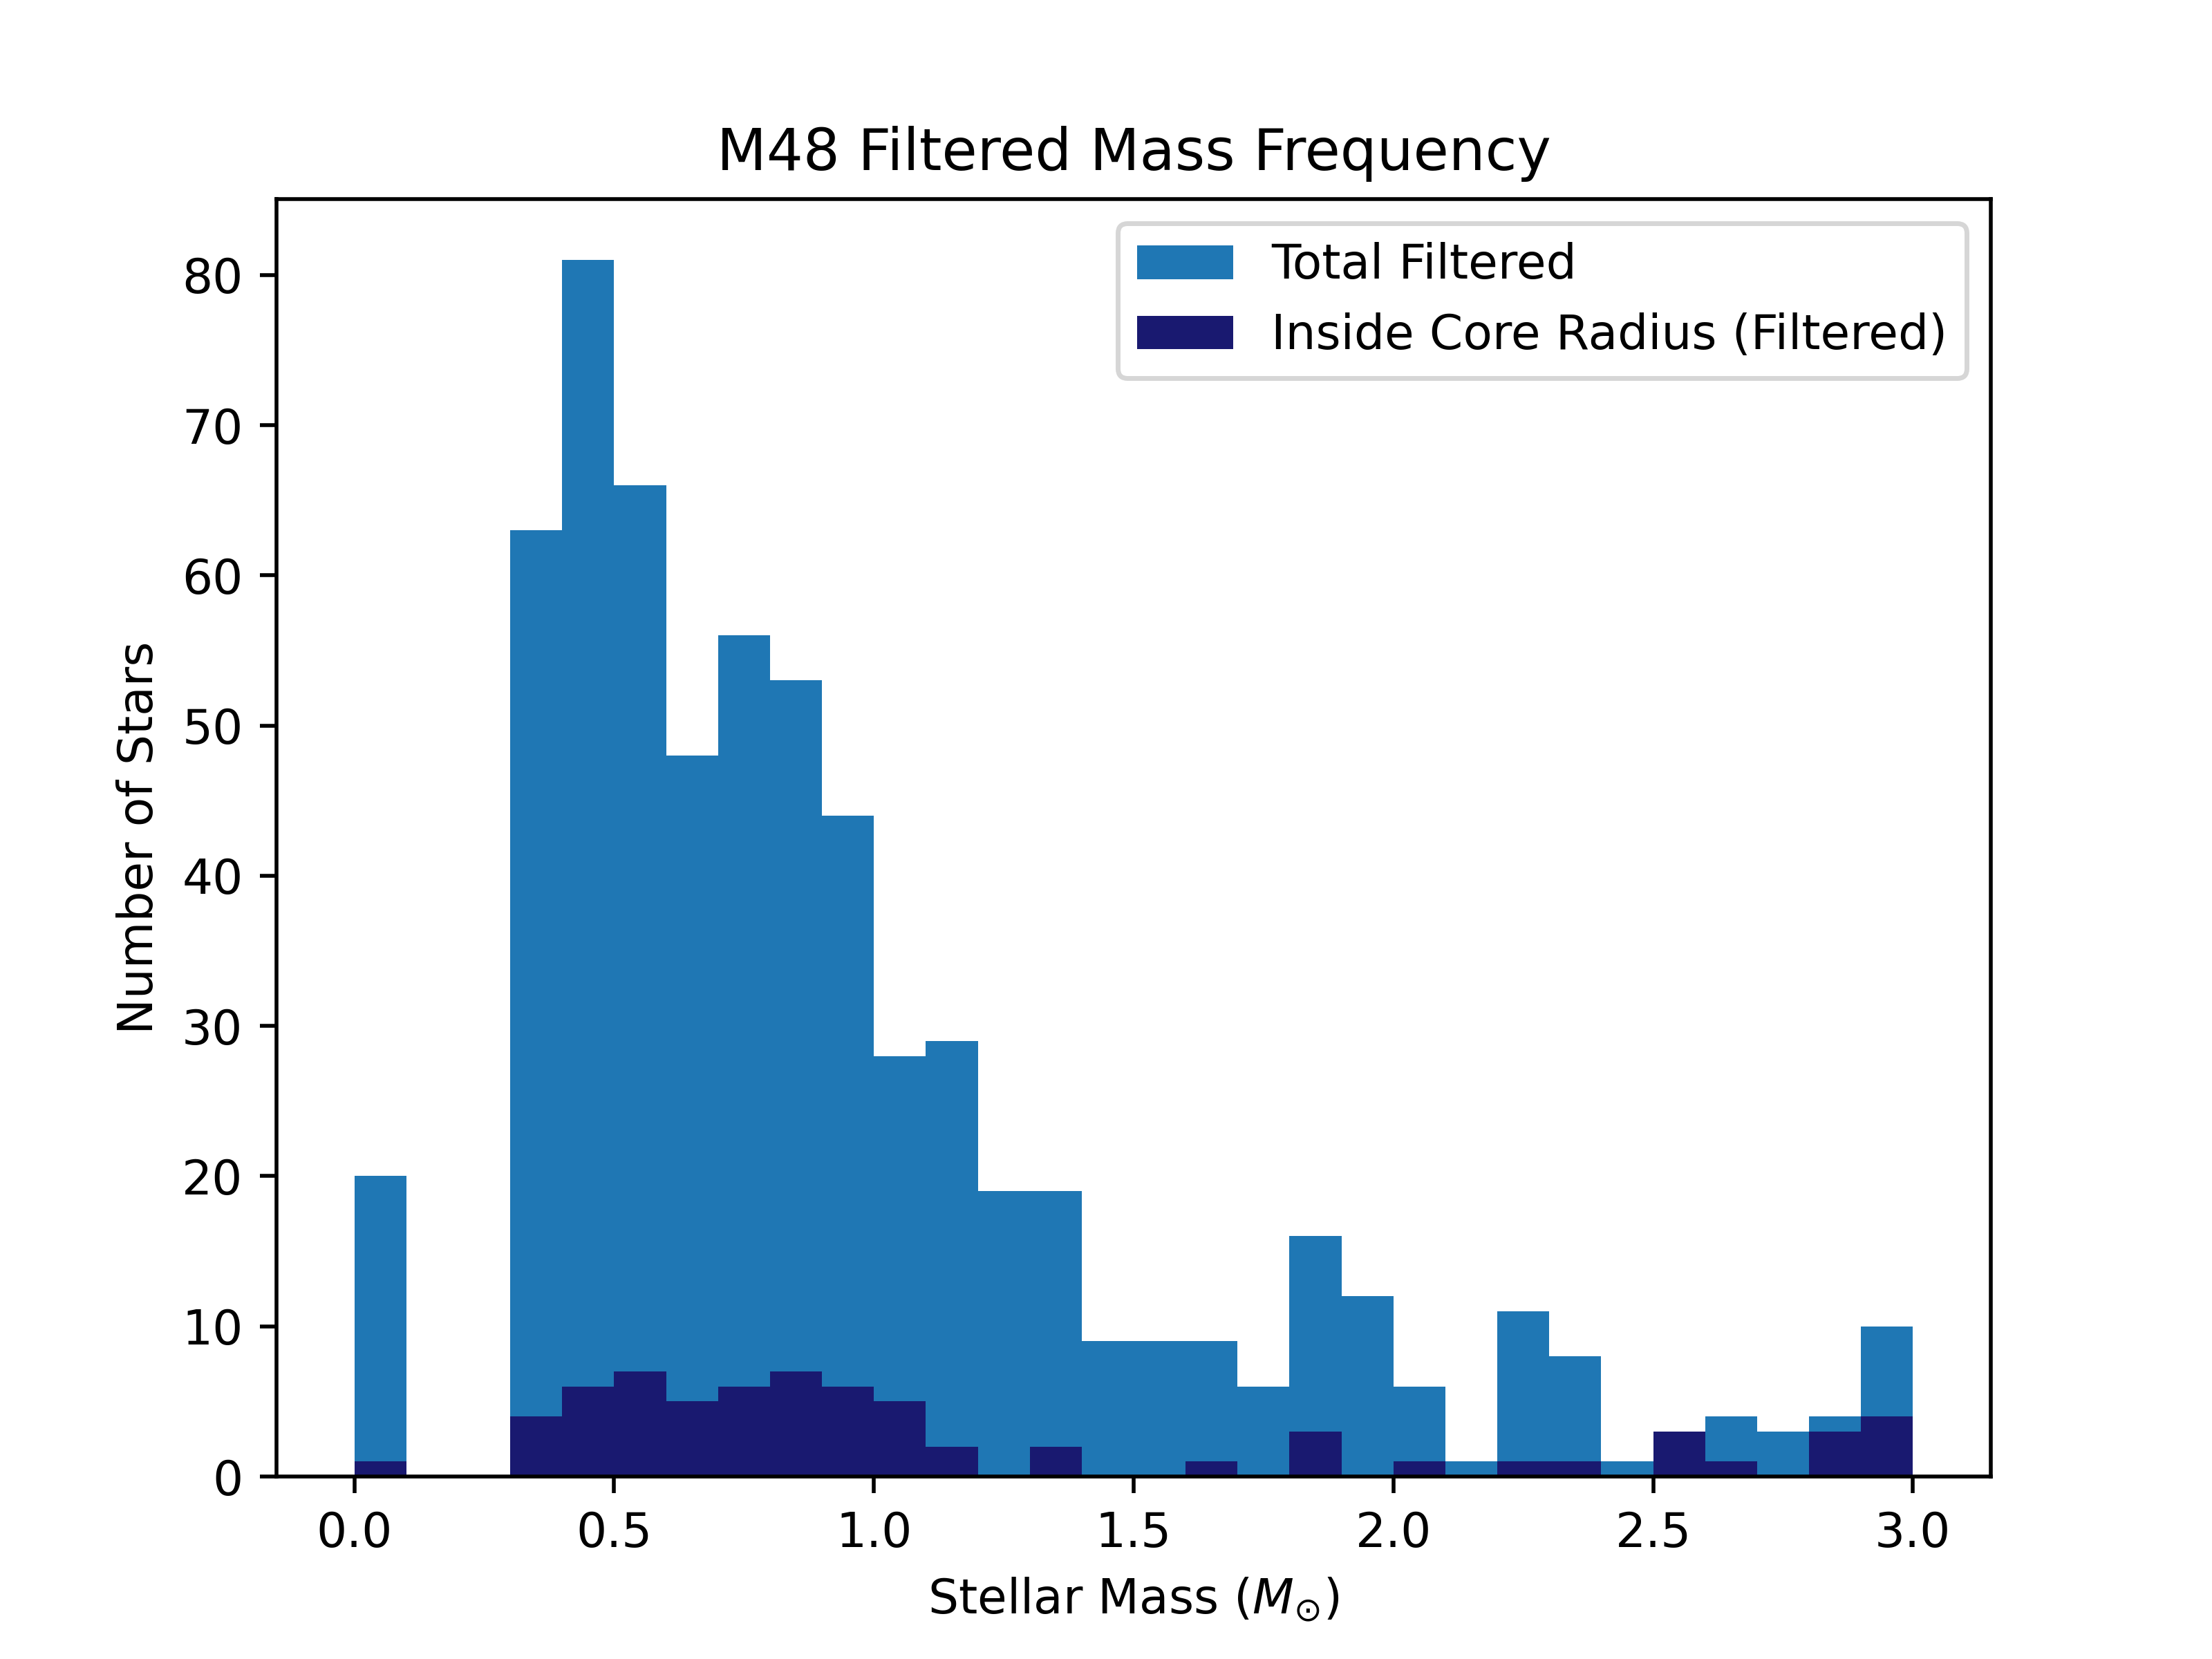 M48 Filtered Mass Frequency
Total Filtered
Inside Core Radius (Filtered)
80
70
60
50
40
30
20
10
0
Number of Stars
0.0 0.5 1.0 1.5 2.0 2.5 3.0
Stellar Mass (M⊙)